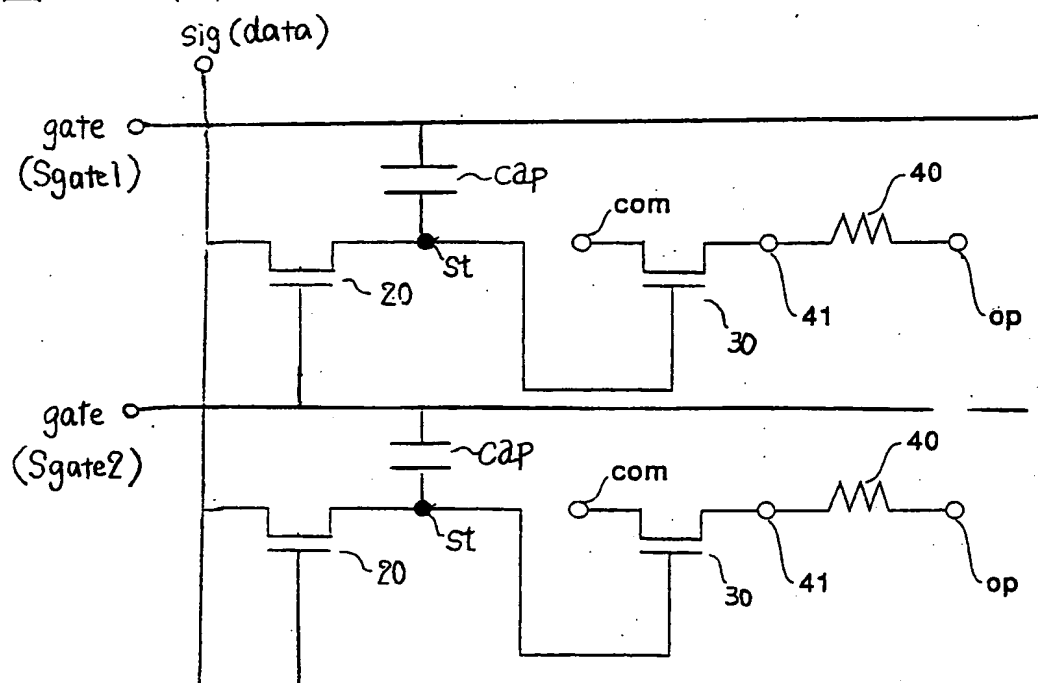 sig (data)
gate
(Sgate1)
cap
com
40
St
20
30
41
op
gate
(Sgate2)
cap
com
40
St
20
30
41
op